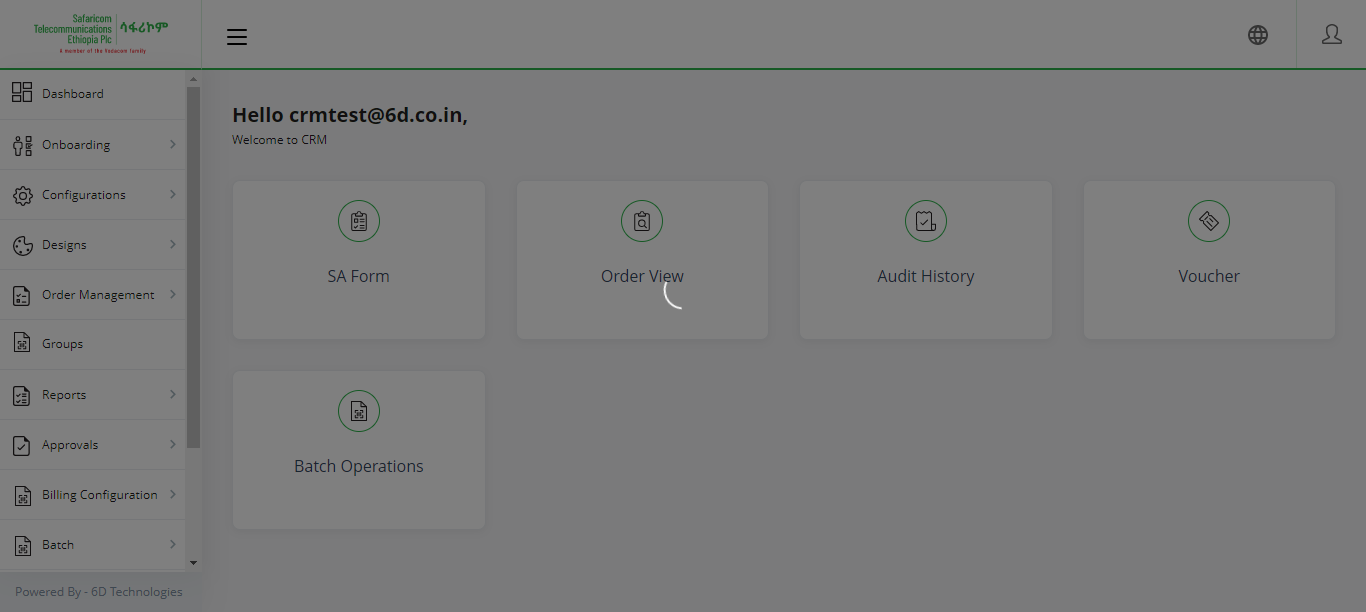 Safaricom
Telecommunications
Ethiopia Plc
ሳፋሪኮም
A member of the Vodacom family
Dashboard
Onboarding
Configurations
Designs
Order Management
Groups
Reports
Approvals
Billing Configuration
Batch
Powered By - 6D Technologies
Hello crmtest@6d.co.in,
Welcome to CRM
SA Form
Order View
Audit History
Voucher
Batch Operations